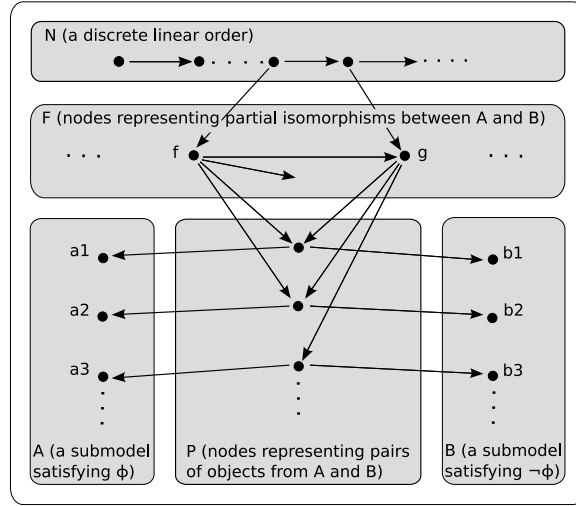 N (a discrete linear order)
F (nodes representing partial isomorphisms between A and B)
f
g
a1
b1
a2
b2
a3
b3
A (a submodel
satisfying ϕ)
P (nodes representing pairs
of objects from A and B)
B (a submodel
satisfying ¬ϕ)